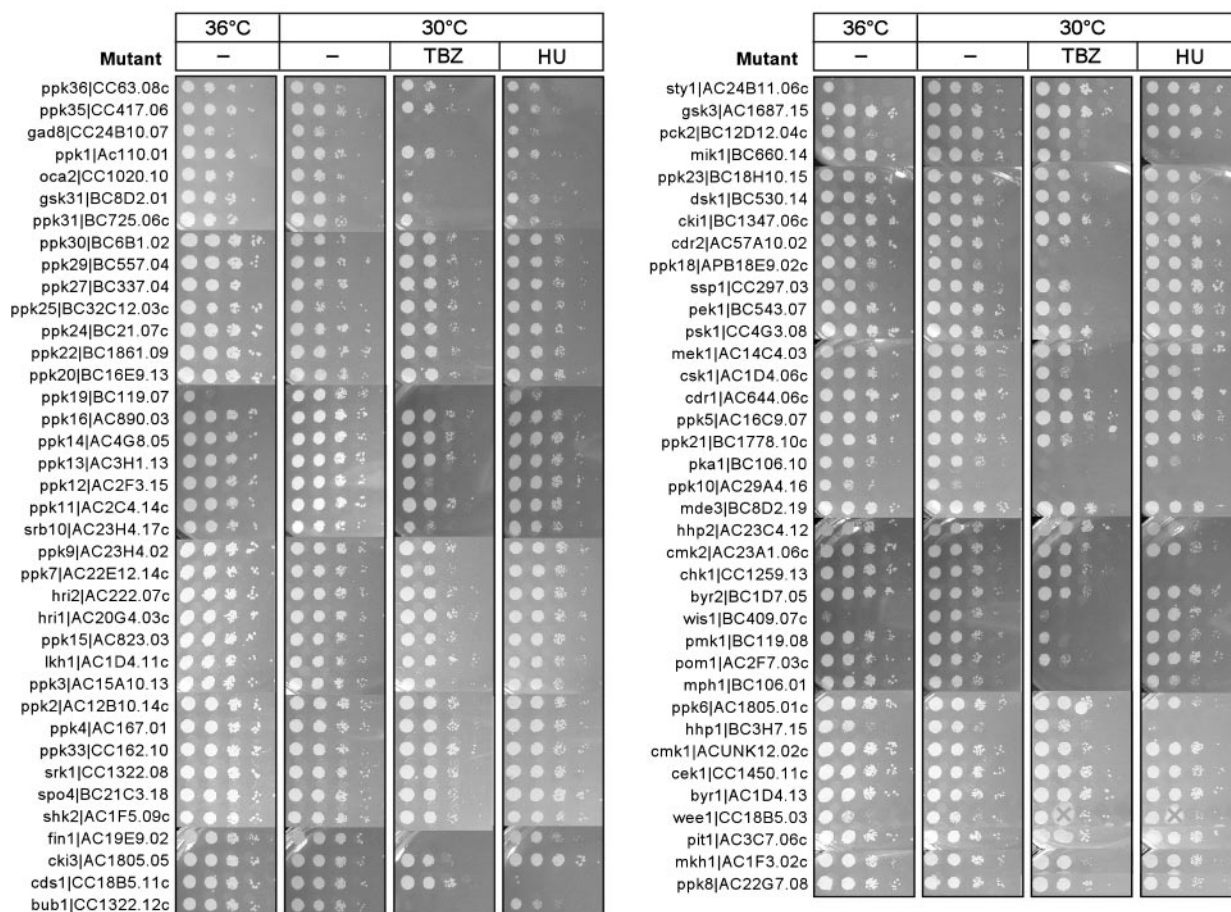 36°C 30°C
Mutant – – TBZ HU
ppk36|CC63.08c
ppk35|CC417.06
gad8|CC24B10.07
ppk1|Ac110.01
oca2|CC1020.10
gsk31|BC8D2.01
ppk31|BC725.06c
ppk30|BC6B1.02
ppk29|BC557.04
ppk27|BC337.04
ppk25|BC32C12.03c
ppk24|BC21.07c
ppk22|BC1861.09
ppk20|BC16E9.13
ppk19|BC119.07
ppk16|AC890.03
ppk14|AC4G8.05
ppk13|AC3H1.13
ppk12|AC2F3.15
ppk11|AC2C4.14c
srb10|AC23H4.17c
ppk9|AC23H4.02
ppk7|AC22E12.14c
hri2|AC222.07c
hri1|AC20G4.03c
ppk15|AC823.03
lkh1|AC1D4.11c
ppk3|AC15A10.13
ppk2|AC12B10.14c
ppk4|AC167.01
ppk33|CC162.10
srk1|CC1322.08
spo4|BC21C3.18
shk2|AC1F5.09c
fin1|AC19E9.02
cki3|AC1805.05
cds1|CC18B5.11c
bub1|CC1322.12c
36°C 30°C
Mutant – – TBZ HU
sty1|AC24B11.06c
gsk3|AC1687.15
pck2|BC12D12.04c
mik1|BC660.14
ppk23|BC18H10.15
dsk1|BC530.14
cki1|BC1347.06c
cdr2|AC57A10.02
ppk18|APB18E9.02c
ssp1|CC297.03
pek1|BC543.07
psk1|CC4G3.08
mek1|AC14C4.03
csk1|AC1D4.06c
cdr1|AC644.06c
ppk5|AC16C9.07
ppk21|BC1778.10c
pka1|BC106.10
ppk10|AC29A4.16
mde3|BC8D2.19
hhp2|AC23C4.12
cmk2|AC23A1.06c
chk1|CC1259.13
byr2|BC1D7.05
wis1|BC409.07c
pmk1|BC119.08
pom1|AC2F7.03c
mph1|BC106.01
ppk6|AC1805.01c
hhp1|BC3H7.15
cmk1|ACUNK12.02c
cek1|CC1450.11c
byr1|AC1D4.13
wee1|CC18B5.03
pit1|AC3C7.06c
mkh1|AC1F3.02c
ppk8|AC22G7.08